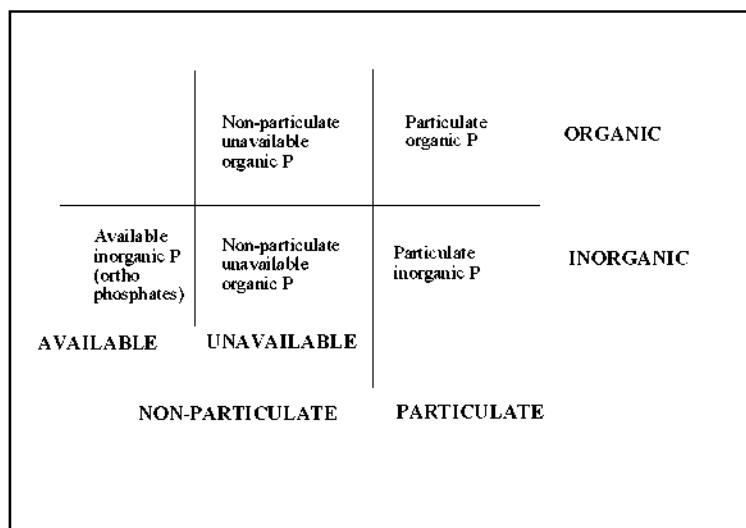 Non-particulate
unavailable
organic P
Particulate
organic P
ORGANIC
Available
inorganic P
(ortho
phosphates)
Non-particulate
unavailable
organic P
Particulate
inorganic P
INORGANIC
AVAILABLE
UNAVAILABLE
NON-PARTICULATE
PARTICULATE